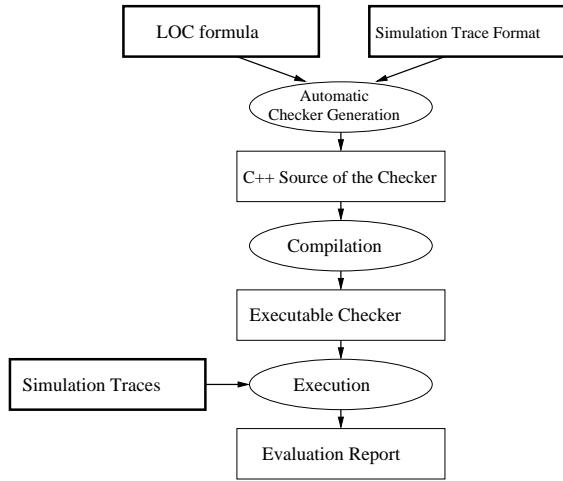 LOC formula
Simulation Trace Format
Automatic
Checker Generation
C++ Source of the Checker
Compilation
Executable Checker
Simulation Traces
Execution
Evaluation Report